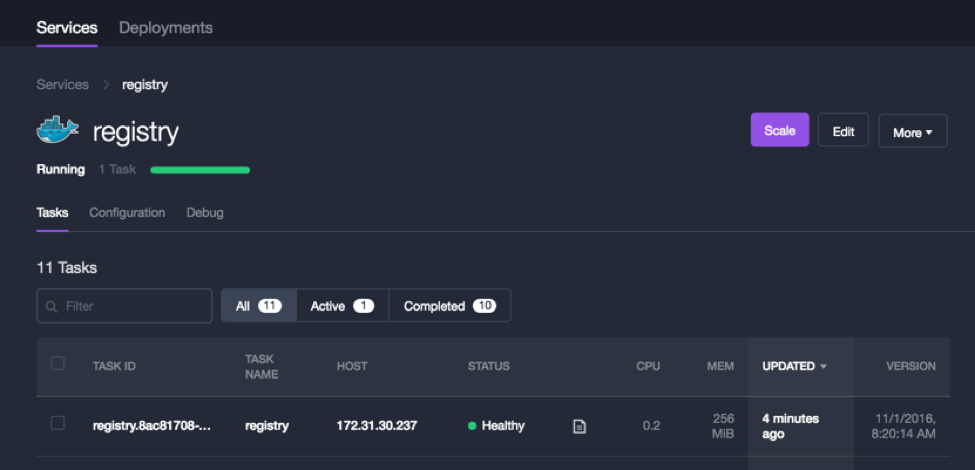 Services Deployments
Services > registry
registry
Scale Edit More ▾
Running 1 Task
Tasks Configuration Debug
11 Tasks
Filter All 11 Active 1 Completed 10
TASK ID TASK NAME HOST STATUS CPU MEM UPDATED ▾ VERSION
registry.8ac81708-... registry 172.31.30.237 Healthy 0.2 256 MiB 4 minutes ago 11/1/2016, 8:20:14 AM